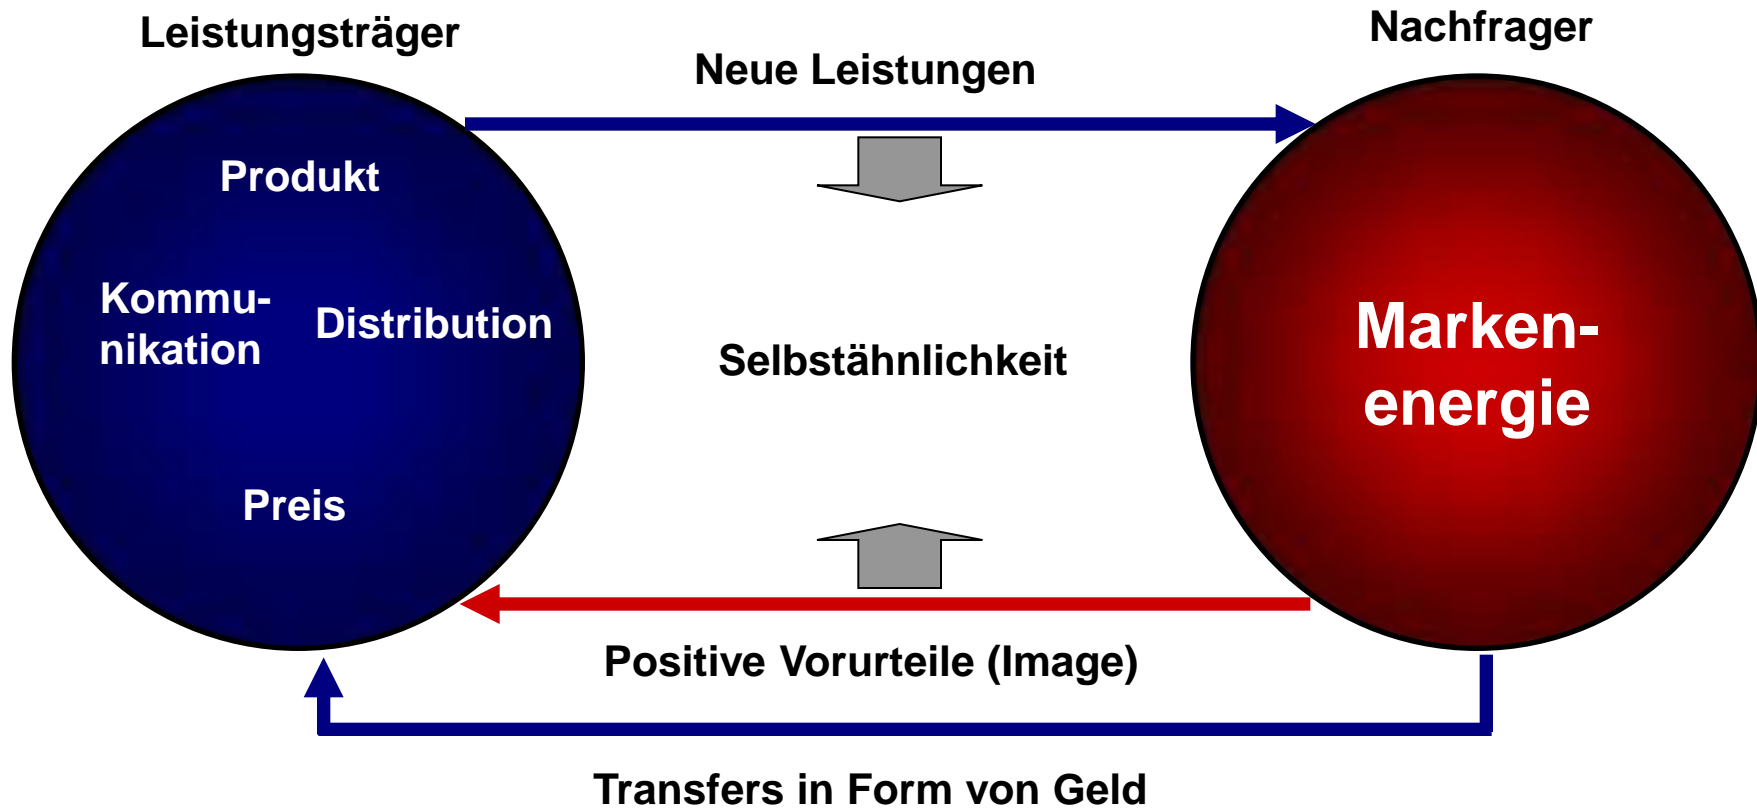 Leistungsträger
Nachfrager
Neue Leistungen
Produkt
Kommu-
nikation
Distribution
Preis
Selbstähnlichkeit
Marken-
energie
Positive Vorurteile (Image)
Transfers in Form von Geld